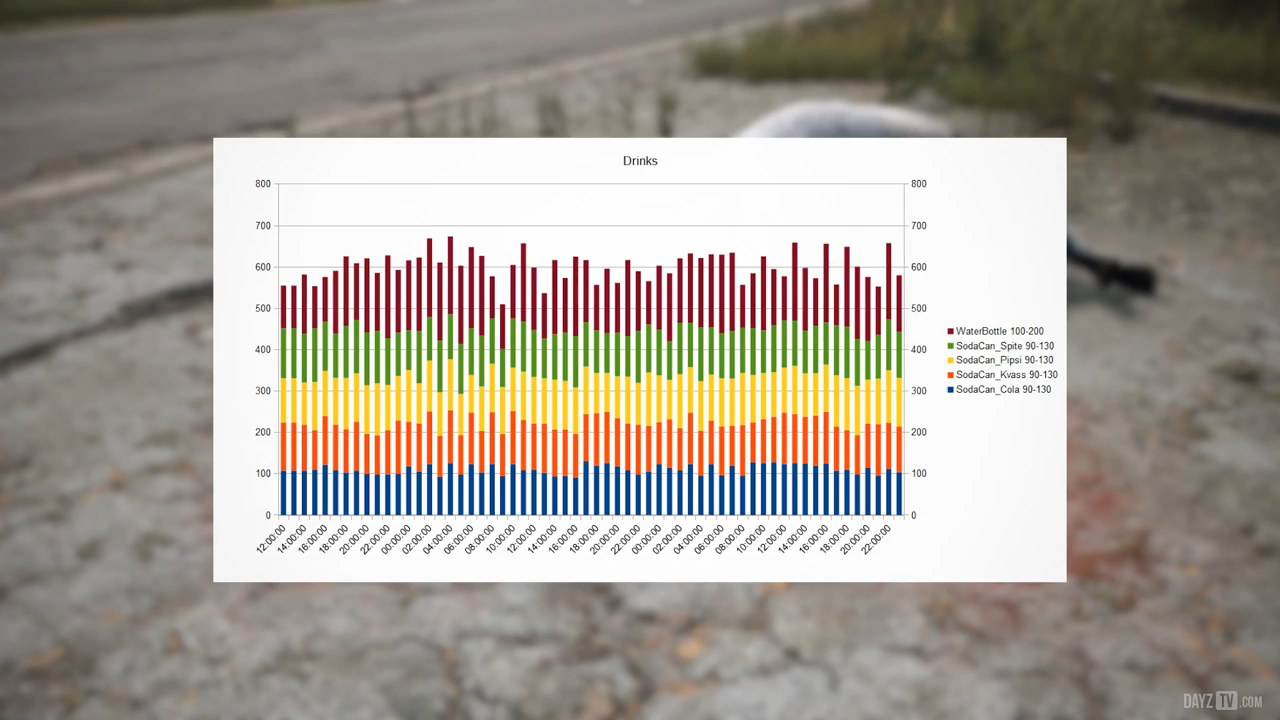 Drinks
800 800
700 700
600 600
500 500
400 400
300 300
200 200
100 100
0 0
WaterBottle 100-200
SodaCan_Spite 90-130
SodaCan_Pipsi 90-130
SodaCan_Kvass 90-130
SodaCan_Cola 90-130
12:00:00 14:00:00 16:00:00 18:00:00 20:00:00 22:00:00 00:00:00 02:00:00 04:00:00 06:00:00 08:00:00 10:00:00 12:00:00 14:00:00 16:00:00 18:00:00 20:00:00 22:00:00 00:00:00 02:00:00 04:00:00 06:00:00 08:00:00 10:00:00 12:00:00 14:00:00 16:00:00 18:00:00 20:00:00 22:00:00
DAYZ TV .COM